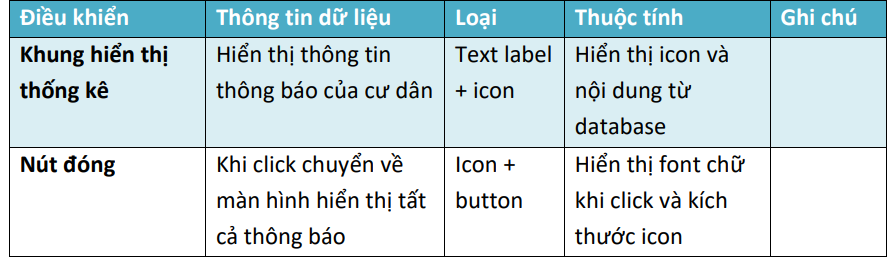 Điều khiển Thông tin dữ liệu Loại Thuộc tính Ghi chú
Khung hiển thị Hiển thị thông tin Text label Hiển thị icon và
thống kê thông báo của cư dân + icon nội dung từ
database
Nút đóng Khi click chuyển về Icon + Hiển thị font chữ
màn hình hiển thị tất button khi click và kích
cả thông báo thước icon